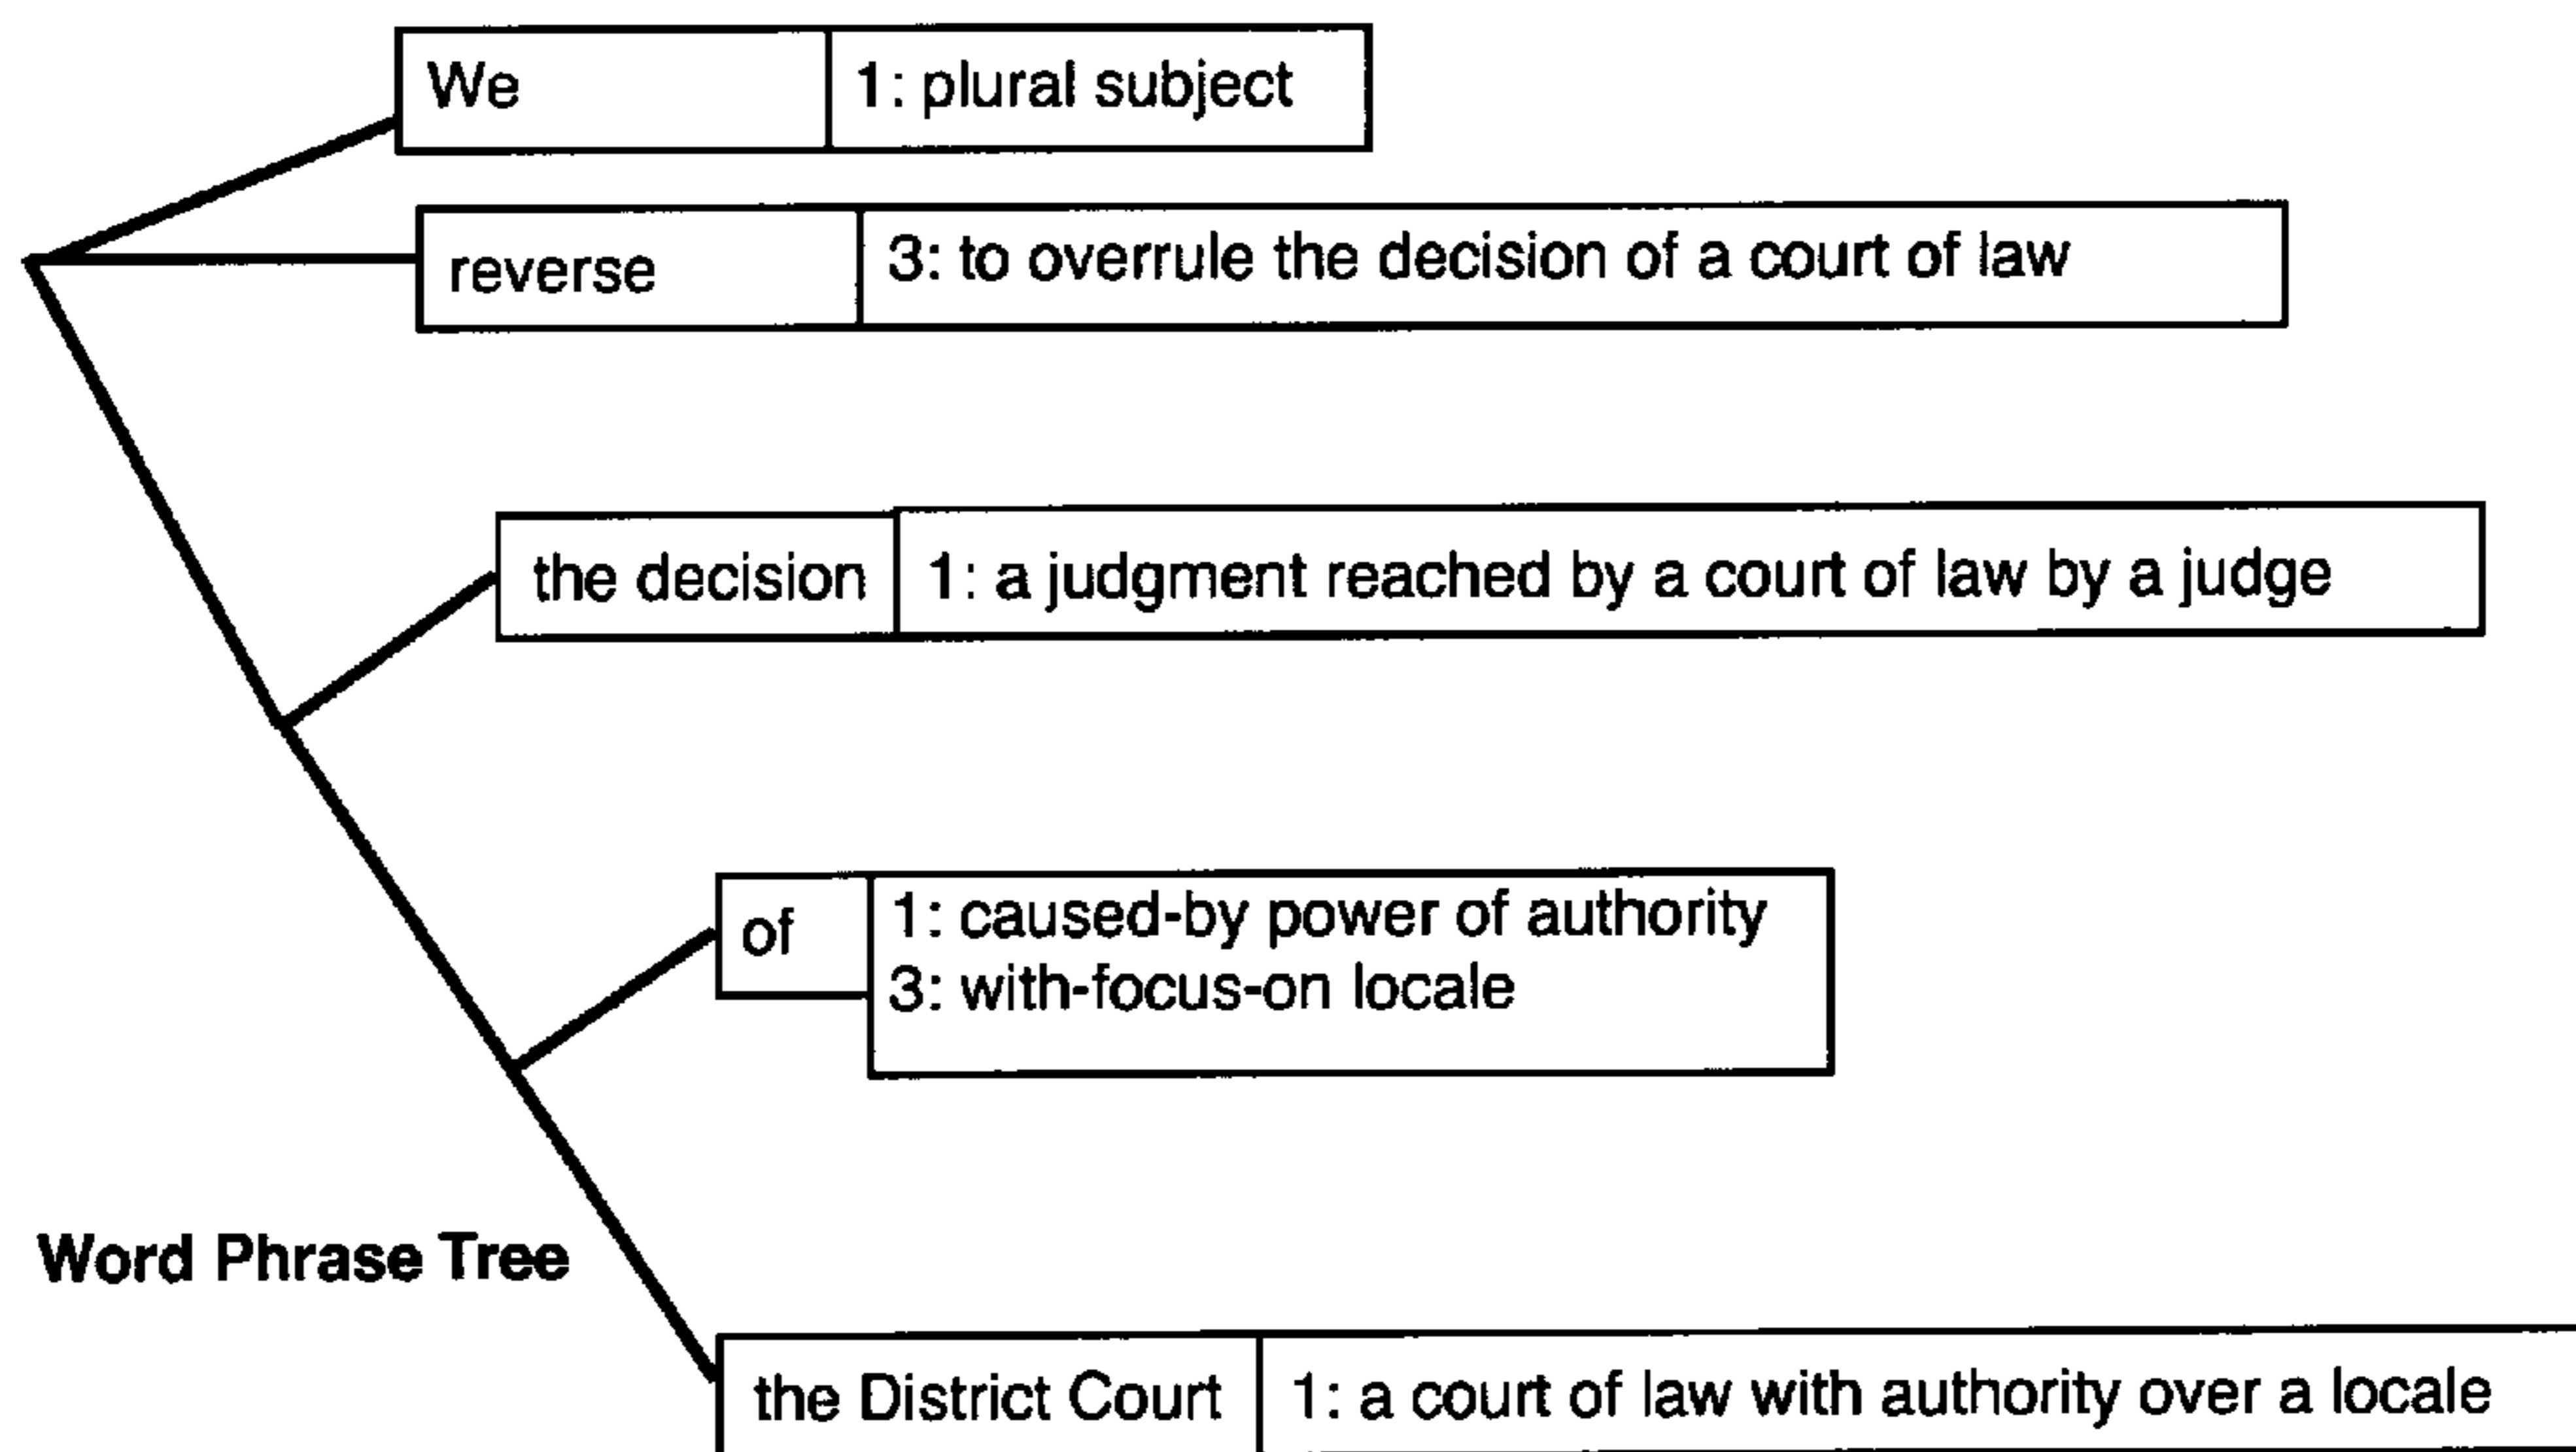 We 1: plural subject
reverse 3: to overrule the decision of a court of law
the decision 1: a judgment reached by a court of law by a judge
of 1: caused-by power of authority
3: with-focus-on locale
Word Phrase Tree
the District Court 1: a court of law with authority over a locale